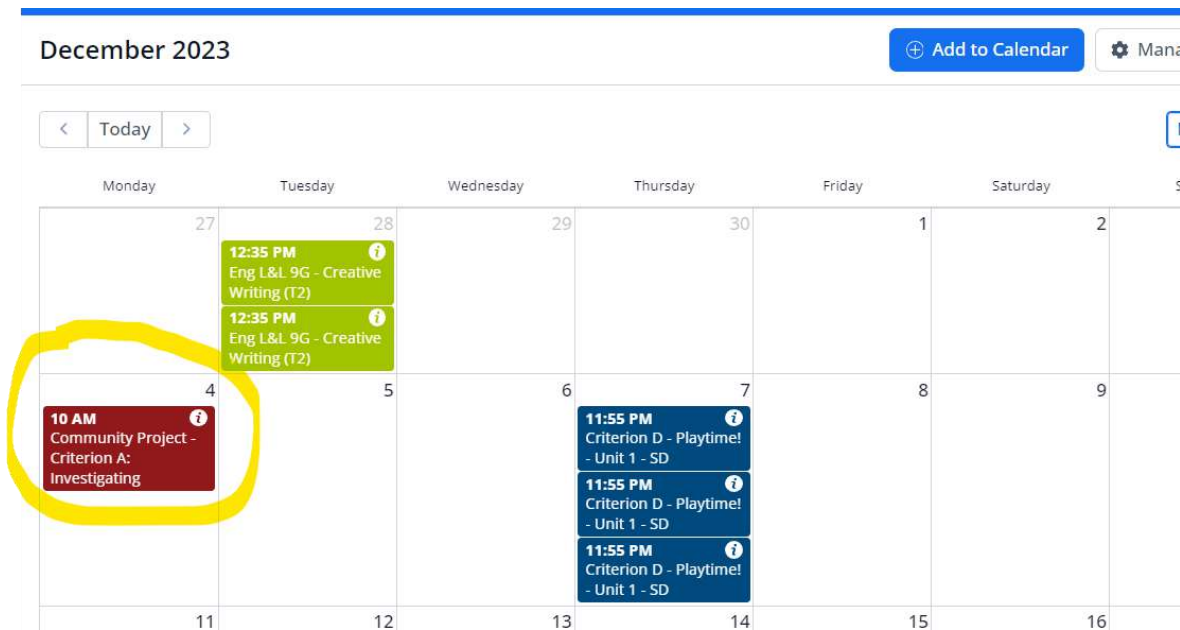 December 2023
Add to Calendar
Today
Monday
Tuesday
Wednesday
Thursday
Friday
Saturday
27
28
29
30
1
2
12:35 PM
Eng L&L 9G - Creative
Writing (T2)
12:35 PM
Eng L&L 9G - Creative
Writing (T2)
4
5
6
7
8
9
10 AM
Community Project -
Criterion A:
Investigating
11:55 PM
Criterion D - Playtime!
- Unit 1 - SD
11:55 PM
Criterion D - Playtime!
- Unit 1 - SD
11:55 PM
Criterion D - Playtime!
- Unit 1 - SD
11
12
13
14
15
16